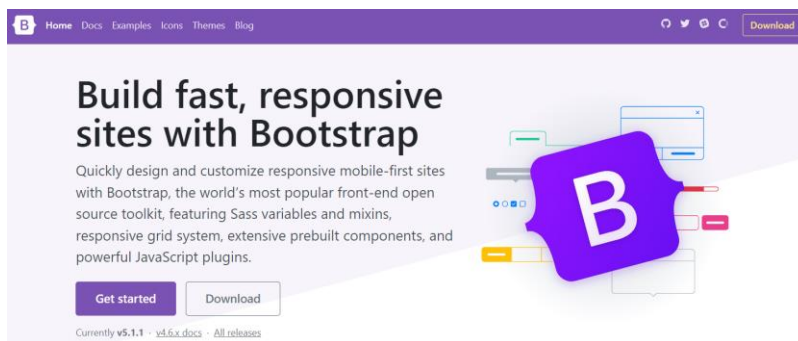 B Home Docs Examples Icons Themes Blog Download
Build fast, responsive
sites with Bootstrap
Quickly design and customize responsive mobile-first sites
with Bootstrap, the world's most popular front-end open
source toolkit, featuring Sass variables and mixins,
responsive grid system, extensive prebuilt components, and
powerful JavaScript plugins.
B
Get started Download
Currently v5.1.1 · v4.6.x docs · All releases